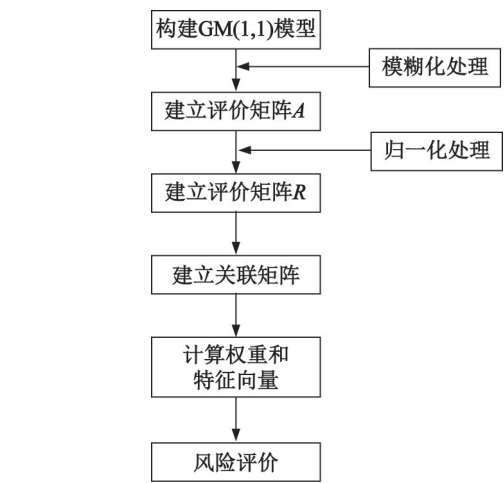 构建GM(1,1)模型
模糊化处理
建立评价矩阵A
归一化处理
建立评价矩阵R
建立关联矩阵
计算权重和
特征向量
风险评价